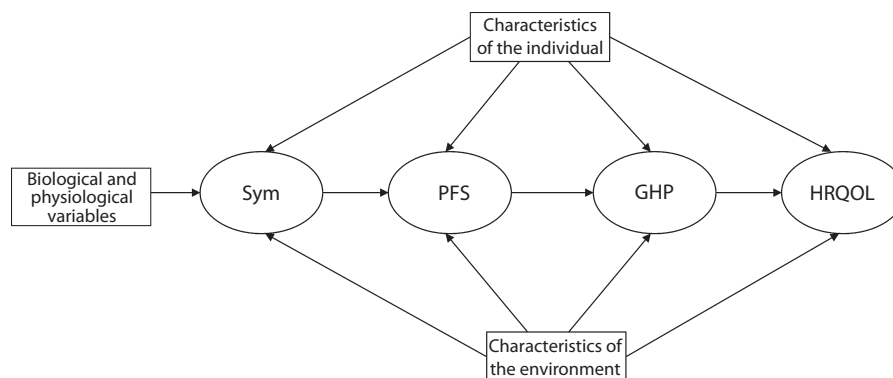 Characteristics
of the individual
Biological and
physiological
variables
Sym
PFS
GHP
HRQOL
Characteristics of
the environment